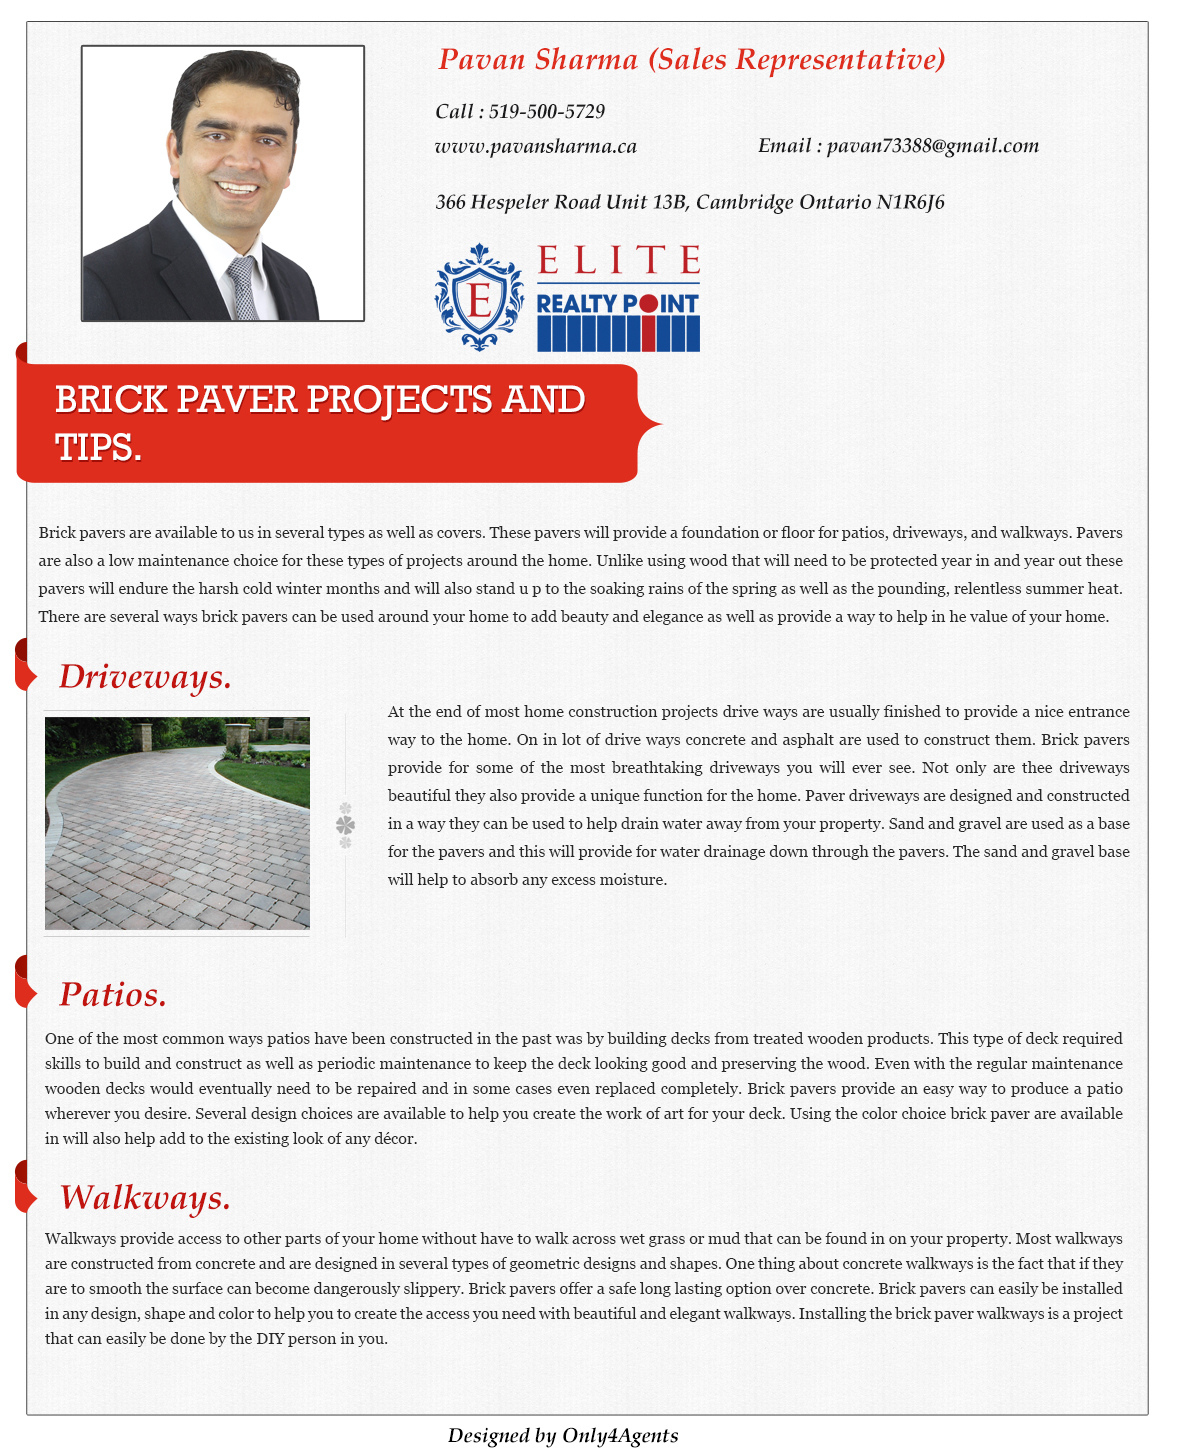 Pavan Sharma (Sales Representative)
Call : 519-500-5729
www.pavansharma.ca
Email : pavan73388@gmail.com
366 Hespeler Road Unit 13B, Cambridge Ontario N1R6J6
E
ELITE
REALTY POINT
BRICK PAVER PROJECTS AND
TIPS.
Brick pavers are available to us in several types as well as covers. These pavers will provide a foundation or floor for patios, driveways, and walkways. Pavers
are also a low maintenance choice for these types of projects around the home. Unlike using wood that will need to be protected year in and year out these
pavers will endure the harsh cold winter months and will also stand u p to the soaking rains of the spring as well as the pounding, relentless summer heat.
There are several ways brick pavers can be used around your home to add beauty and elegance as well as provide a way to help in he value of your home.
Driveways.
At the end of most home construction projects drive ways are usually finished to provide a nice entrance
way to the home. On in lot of drive ways concrete and asphalt are used to construct them. Brick pavers
provide for some of the most breathtaking driveways you will ever see. Not only are thee driveways
beautiful they also provide a unique function for the home. Paver driveways are designed and constructed
in a way they can be used to help drain water away from your property. Sand and gravel are used as a base
for the pavers and this will provide for water drainage down through the pavers. The sand and gravel base
will help to absorb any excess moisture.
Patios.
One of the most common ways patios have been constructed in the past was by building decks from treated wooden products. This type of deck required
skills to build and construct as well as periodic maintenance to keep the deck looking good and preserving the wood. Even with the regular maintenance
wooden decks would eventually need to be repaired and in some cases even replaced completely. Brick pavers provide an easy way to produce a patio
wherever you desire. Several design choices are available to help you create the work of art for your deck. Using the color choice brick paver are available
in will also help add to the existing look of any décor.
Walkways.
Walkways provide access to other parts of your home without have to walk across wet grass or mud that can be found in on your property. Most walkways
are constructed from concrete and are designed in several types of geometric designs and shapes. One thing about concrete walkways is the fact that if they
are to smooth the surface can become dangerously slippery. Brick pavers offer a safe long lasting option over concrete. Brick pavers can easily be installed
in any design, shape and color to help you to create the access you need with beautiful and elegant walkways. Installing the brick paver walkways is a project
that can easily be done by the DIY person in you.
Designed by Only4Agents